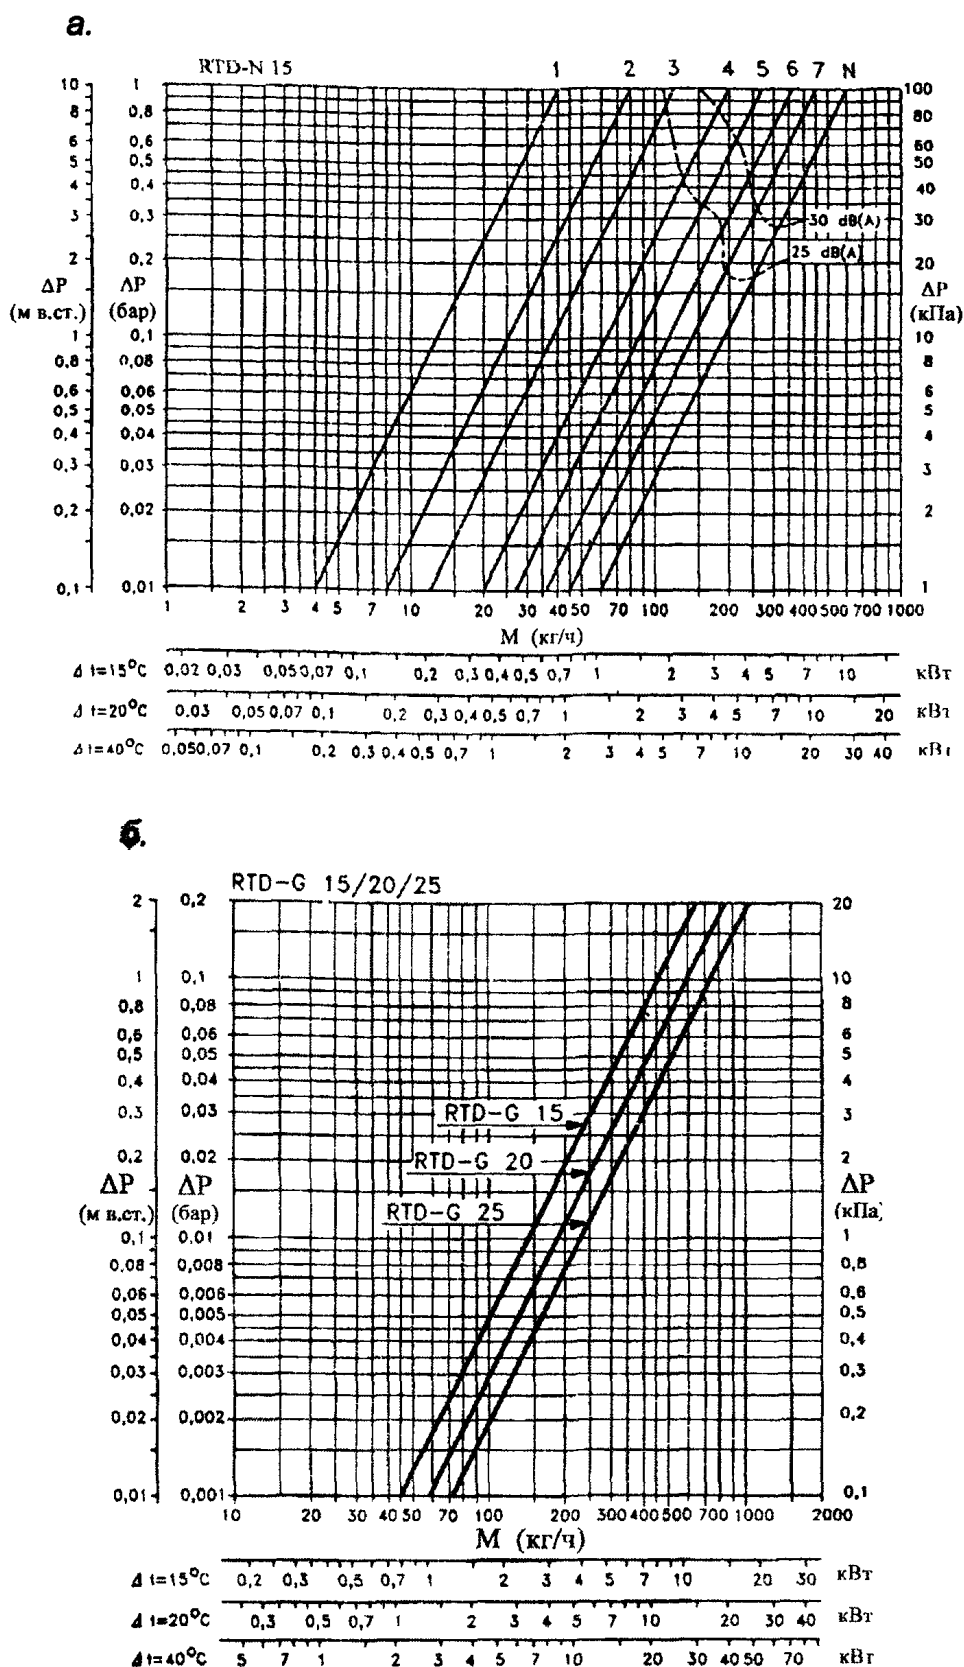 а.
RTD-N 15 1 2 3 4 5 6 7 N
10 1 100
8 0,8 80
6 0,6 60
5 0,5 50
4 0,4 40
3 0,3 30
30 dB(A)
25 dB(A)
2 0,2 20
ΔP ΔP ΔP
(м в.ст.) (бар) (кПа)
1 0,1 10
0,8 0,08 8
0,6 0,06 6
0,5 0,05 5
0,4 0,04 4
0,3 0,03 3
0,2 0,02 2
0,1 0,01 1
1 2 3 4 5 7 10 20 30 40 50 70 100 200 300 400 500 700 1000
М (кг/ч)
Δ t=15°C 0,02 0,03 0,05 0,07 0,1 0,2 0,3 0,4 0,5 0,7 1 2 3 4 5 7 10 кВт
Δ t=20°C 0,03 0,05 0,07 0,1 0,2 0,3 0,4 0,5 0,7 1 2 3 4 5 7 10 20 кВт
Δ t=40°C 0,05 0,07 0,1 0,2 0,3 0,4 0,5 0,7 1 2 3 4 5 7 10 20 30 40 кВт
б.
RTD-G 15/20/25
2 0,2 20
1 0,1 10
0,8 0,08 8
0,6 0,06 6
0,5 0,05 5
0,4 0,04 4
0,3 0,03 3
RTD-G 15
RTD-G 20
0,2 0,02 2
ΔP ΔP ΔP
(м в.ст.) (бар) (кПа)
RTD-G 25
0,1 0,01 1
0,08 0,008 0,8
0,06 0,006 0,6
0,05 0,005 0,5
0,04 0,004 0,4
0,03 0,003 0,3
0,02 0,002 0,2
0,01 0,001 0,1
10 20 30 40 50 70 100 200 300 400 500 700 1000 2000
М (кг/ч)
Δ t=15°C 0,2 0,3 0,5 0,7 1 2 3 4 5 7 10 20 30 кВт
Δ t=20°C 0,3 0,5 0,7 1 2 3 4 5 7 10 20 30 40 кВт
Δ t=40°C 5 7 1 2 3 4 5 7 10 20 30 40 50 70 кВт